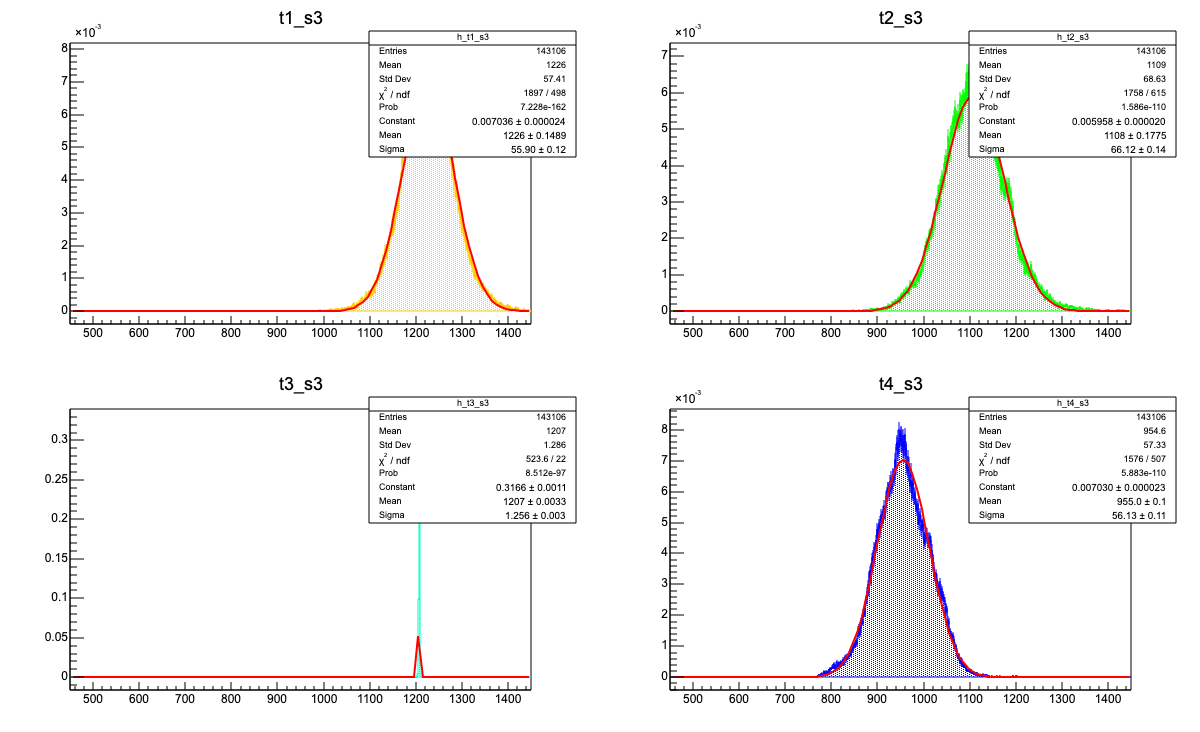 t1_s3
×10⁻³
8
7
6
5
4
3
2
1
0
500 600 700 800 900 1000 1100 1200 1300 1400
h_t1_s3
Entries 143106
Mean 1226
Std Dev 57.41
χ² / ndf 1897 / 498
Prob 7.228e-162
Constant 0.007036 ± 0.000024
Mean 1226 ± 0.1489
Sigma 55.90 ± 0.12
t2_s3
×10⁻³
7
6
5
4
3
2
1
0
500 600 700 800 900 1000 1100 1200 1300 1400
h_t2_s3
Entries 143106
Mean 1109
Std Dev 68.63
χ² / ndf 1758 / 615
Prob 1.586e-110
Constant 0.005958 ± 0.000020
Mean 1108 ± 0.1775
Sigma 66.12 ± 0.14
t3_s3
0.3
0.25
0.2
0.15
0.1
0.05
0
500 600 700 800 900 1000 1100 1200 1300 1400
h_t3_s3
Entries 143106
Mean 1207
Std Dev 1.286
χ² / ndf 523.6 / 22
Prob 8.512e-97
Constant 0.3166 ± 0.0011
Mean 1207 ± 0.0033
Sigma 1.256 ± 0.003
t4_s3
×10⁻³
8
7
6
5
4
3
2
1
0
500 600 700 800 900 1000 1100 1200 1300 1400
h_t4_s3
Entries 143106
Mean 954.6
Std Dev 57.33
χ² / ndf 1576 / 507
Prob 5.883e-110
Constant 0.007030 ± 0.000023
Mean 955.0 ± 0.1
Sigma 56.13 ± 0.11